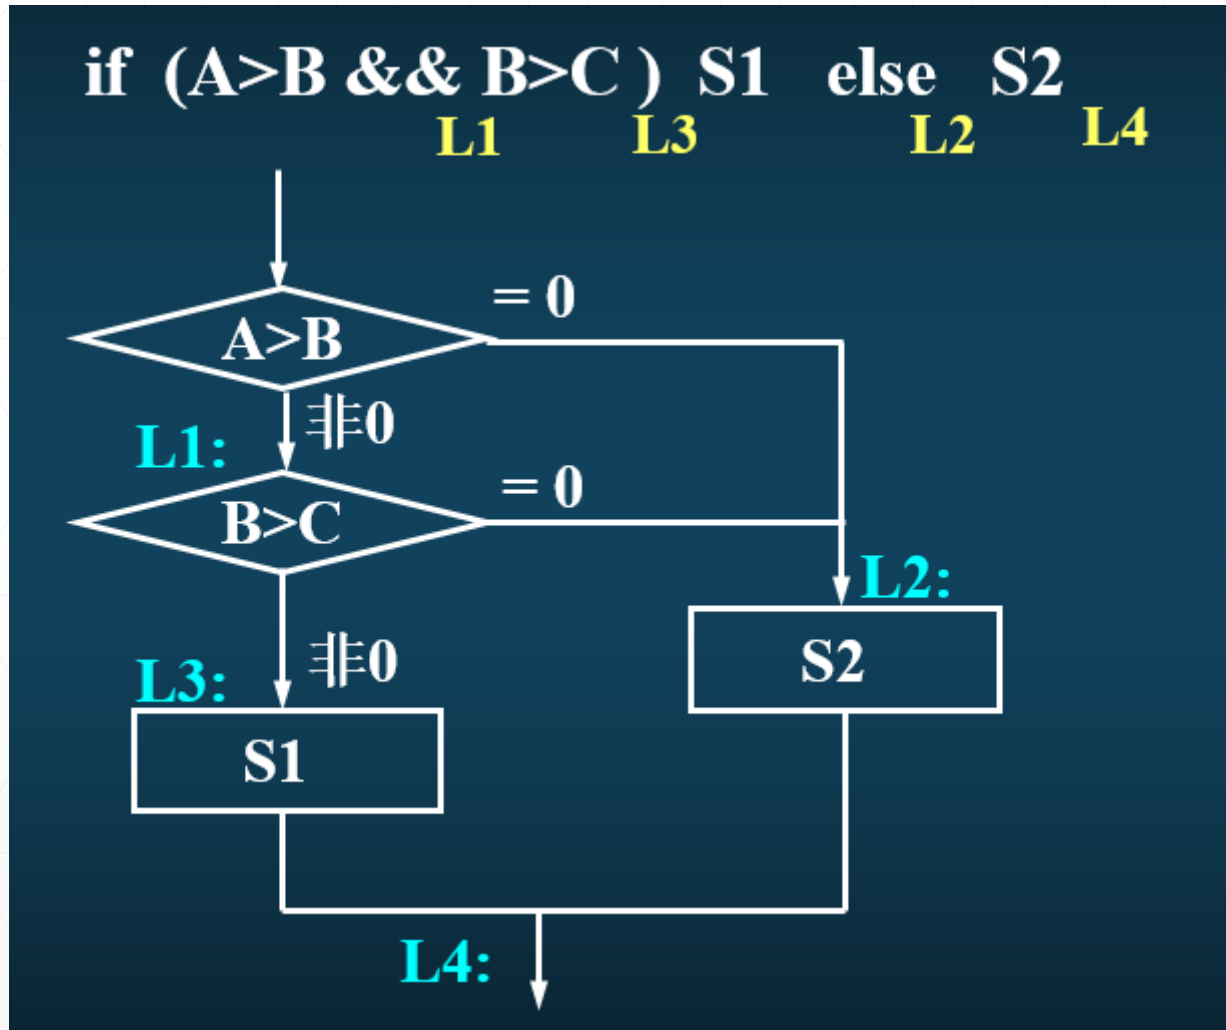 if (A>B && B>C ) S1 else S2
L1 L3 L2 L4
= 0
A>B
非0
L1:
= 0
B>C
L2:
非0
S2
L3:
S1
L4: